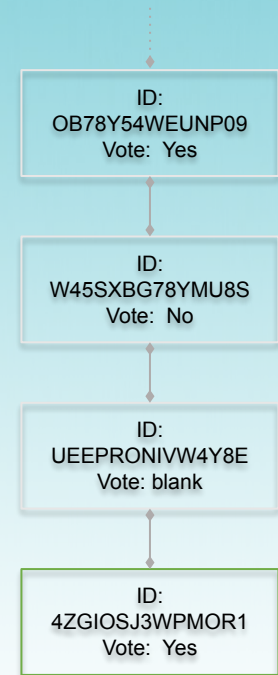 ID:
OB78Y54WEUNP09
Vote:  Yes
ID:
W45SXBG78YMU8S
Vote:  No
ID:
UEEPRONIVW4Y8E
Vote: blank
ID:
4ZGIOSJ3WPMOR1
Vote:  Yes